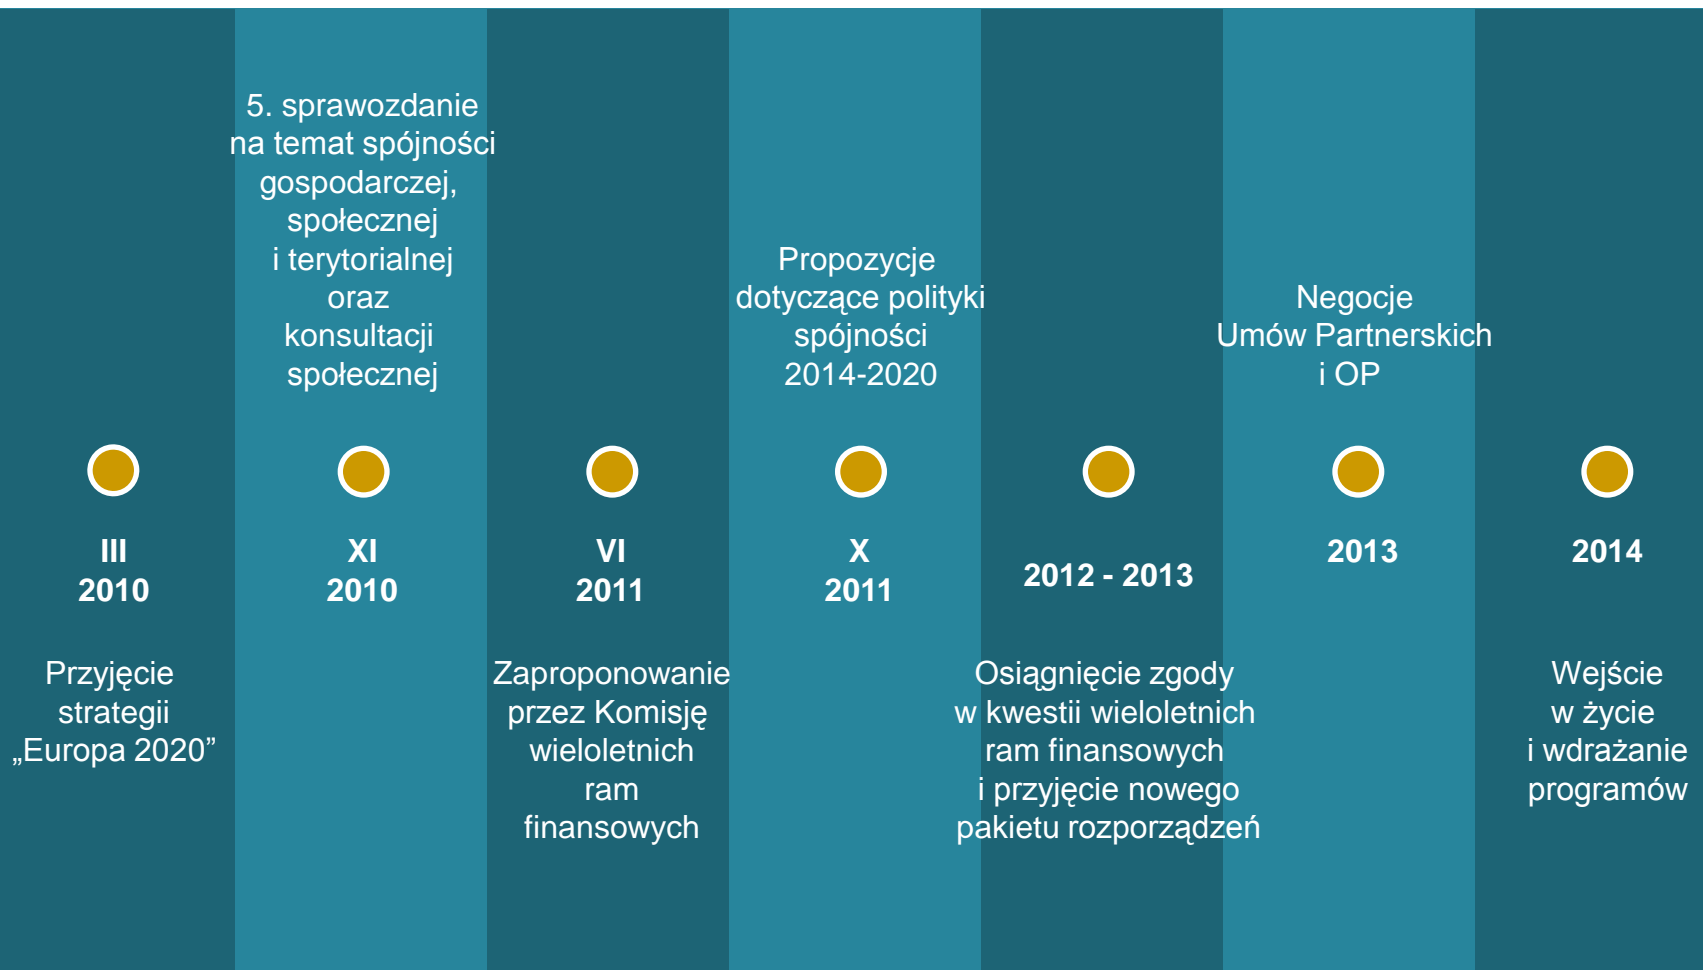 III
2010
Przyjęcie
strategii
„Europa 2020”
5. sprawozdanie
na temat spójności
gospodarczej,
społecznej
i terytorialnej
oraz
konsultacji
społecznej
XI
2010
VI
2011
Zaproponowanie
przez Komisję
wieloletnich
ram
finansowych
Propozycje
dotyczące polityki
spójności
2014-2020
X
2011
2012 - 2013
Osiągnięcie zgody
w kwestii wieloletnich
ram finansowych
i przyjęcie nowego
pakietu rozporządzeń
Negocje
Umów Partnerskich
i OP
2013
2014
Wejście
w życie
i wdrażanie
programów